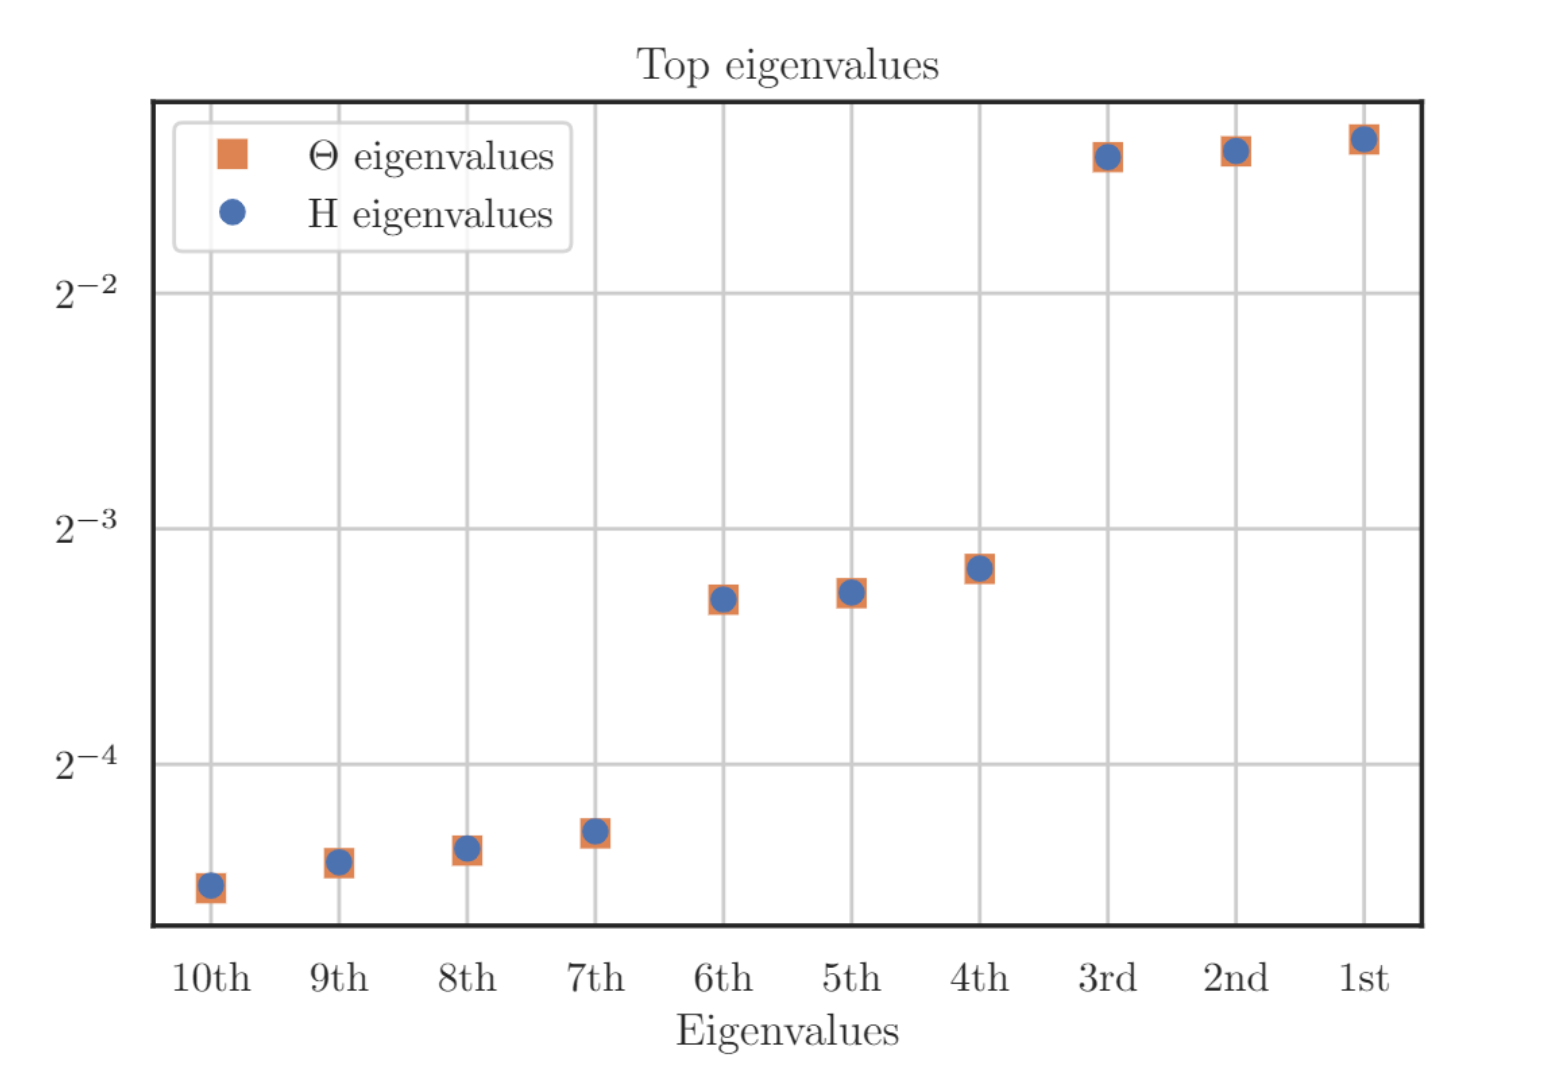 Top eigenvalues
Θ eigenvalues
H eigenvalues
2⁻²
2⁻³
2⁻⁴
10th 9th 8th 7th 6th 5th 4th 3rd 2nd 1st
Eigenvalues